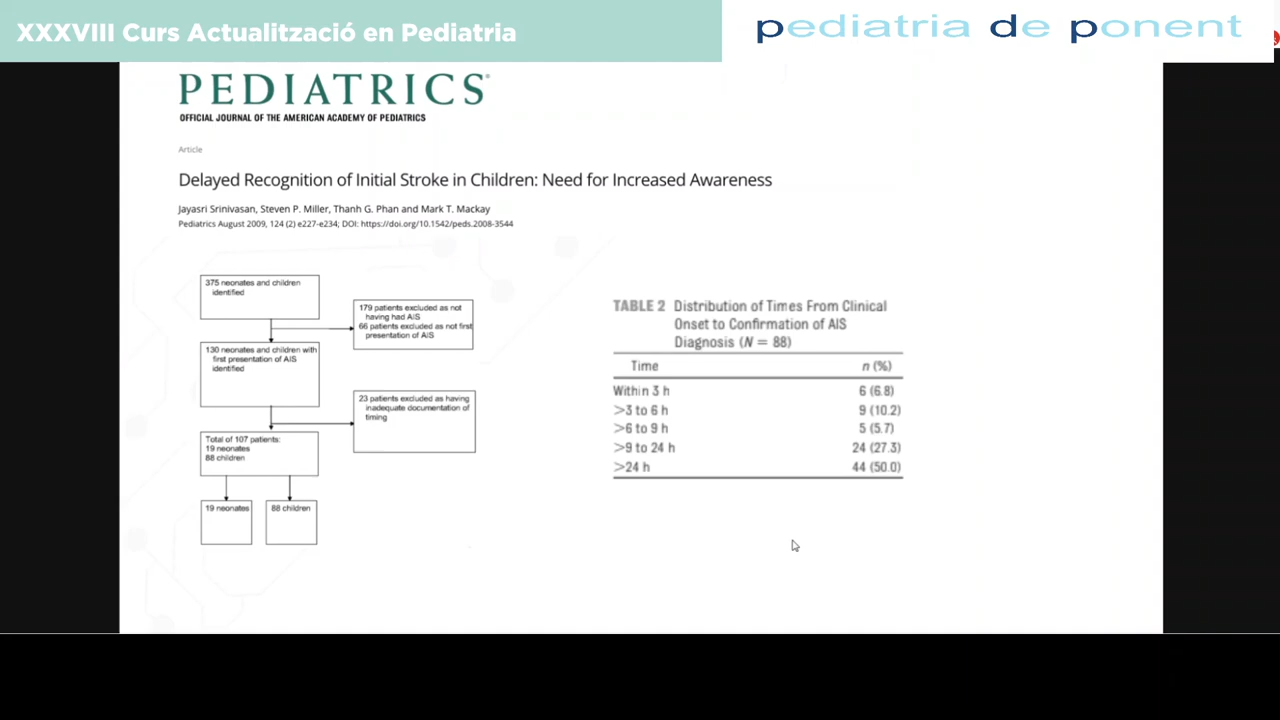 XXXVIII Curs Actualització en Pediatria
pediatria de ponent
PEDIATRICS
OFFICIAL JOURNAL OF THE AMERICAN ACADEMY OF PEDIATRICS
Article
Delayed Recognition of Initial Stroke in Children: Need for Increased Awareness
Jayasri Srinivasan, Steven P. Miller, Thanh G. Phan and Mark T. Mackay
Pediatrics August 2009, 124 (2) e227-e234; DOI: https://doi.org/10.1542/peds.2008-3544
375 neonates and children
identified
179 patients excluded as not
having had AIS
66 patients excluded as not first
presentation of AIS
130 neonates and children with
first presentation of AIS
identified
23 patients excluded as having
inadequate documentation of
timing
Total of 107 patients:
19 neonates
88 children
19 neonates
88 children
TABLE 2 Distribution of Times From Clinical
Onset to Confirmation of AIS
Diagnosis (N = 88)
Time n (%)
Within 3 h 6 (6.8)
>3 to 6 h 9 (10.2)
>6 to 9 h 5 (5.7)
>9 to 24 h 24 (27.3)
>24 h 44 (50.0)